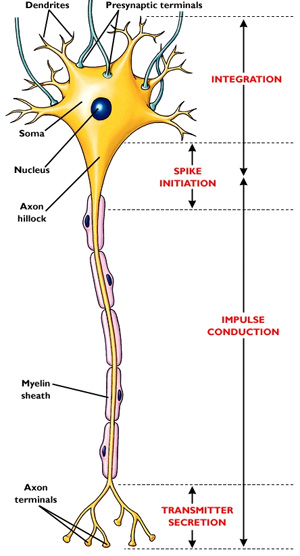 Dendrites
Presynaptic terminals
INTEGRATION
Soma
Nucleus
SPIKE
INITIATION
Axon
hillock
IMPULSE
CONDUCTION
Myelin
sheath
Axon
terminals
TRANSMITTER
SECRETION